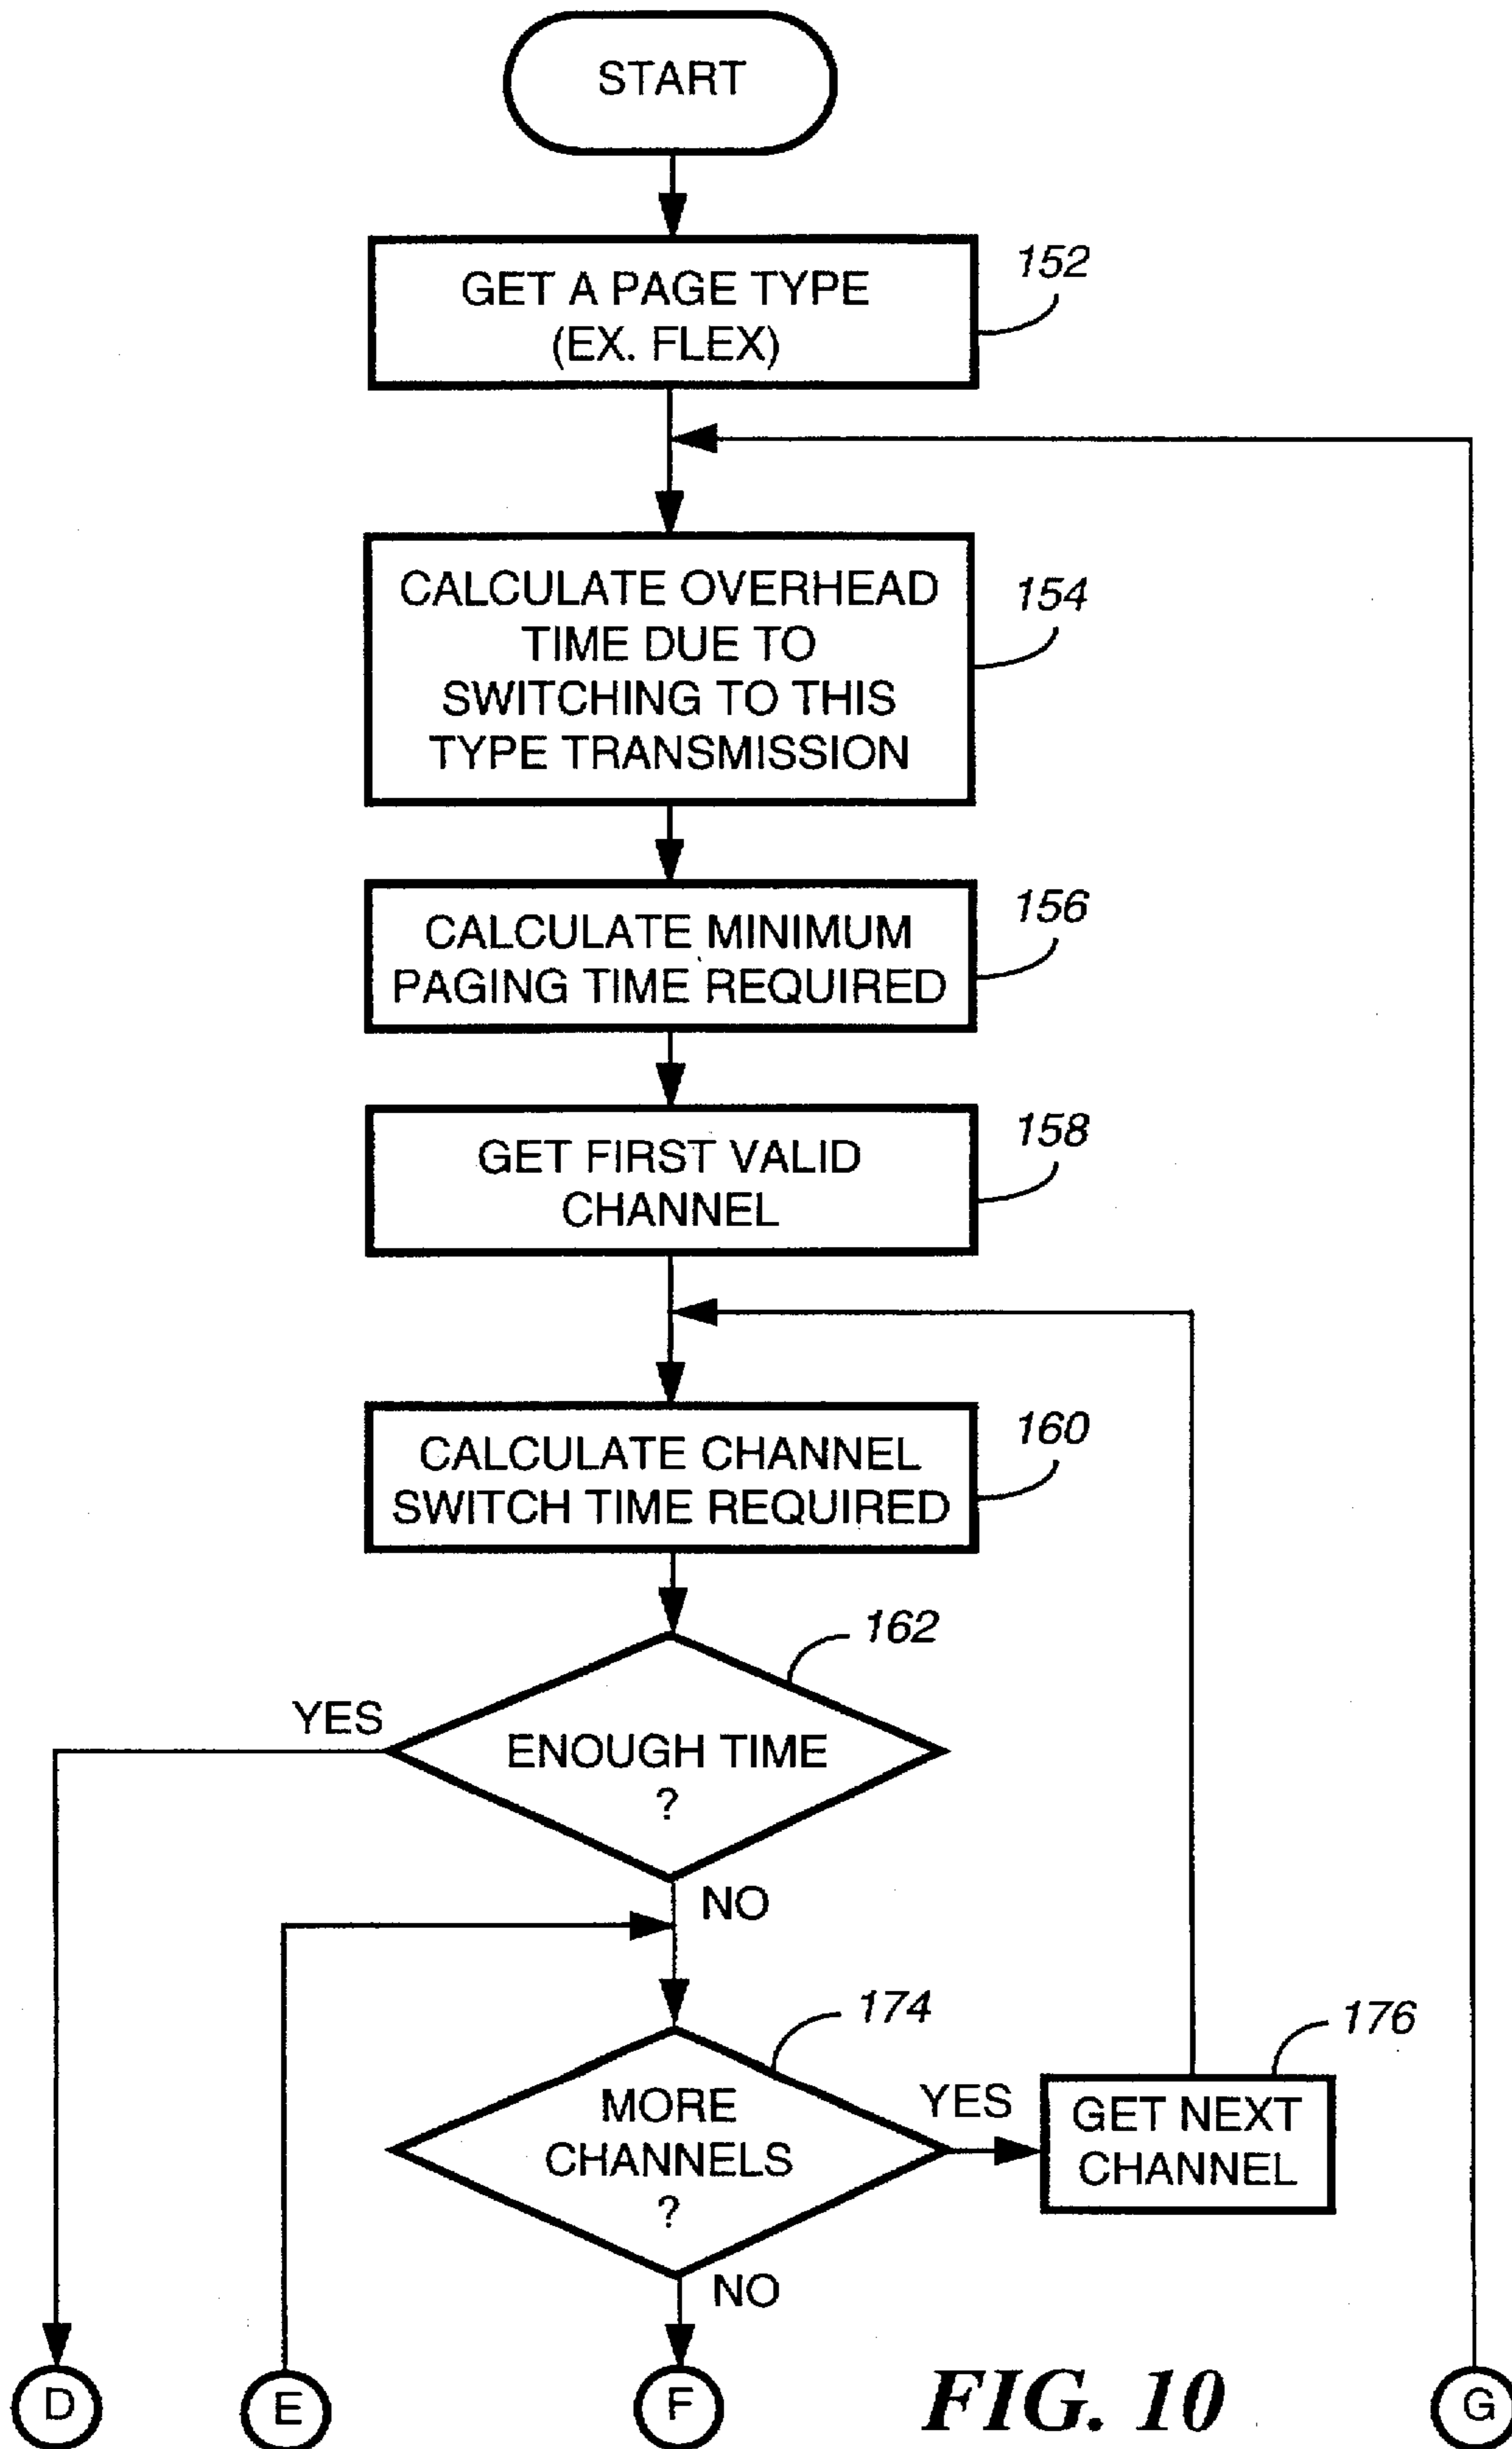 START
GET A PAGE TYPE
(EX. FLEX)
152
CALCULATE OVERHEAD
TIME DUE TO
SWITCHING TO THIS
TYPE TRANSMISSION
154
CALCULATE MINIMUM
PAGING TIME REQUIRED
156
GET FIRST VALID
CHANNEL
158
CALCULATE CHANNEL
SWITCH TIME REQUIRED
160
162
YES
ENOUGH TIME
?
NO
174
MORE
CHANNELS
?
YES
176
GET NEXT
CHANNEL
NO
D
E
F
FIG. 10
G